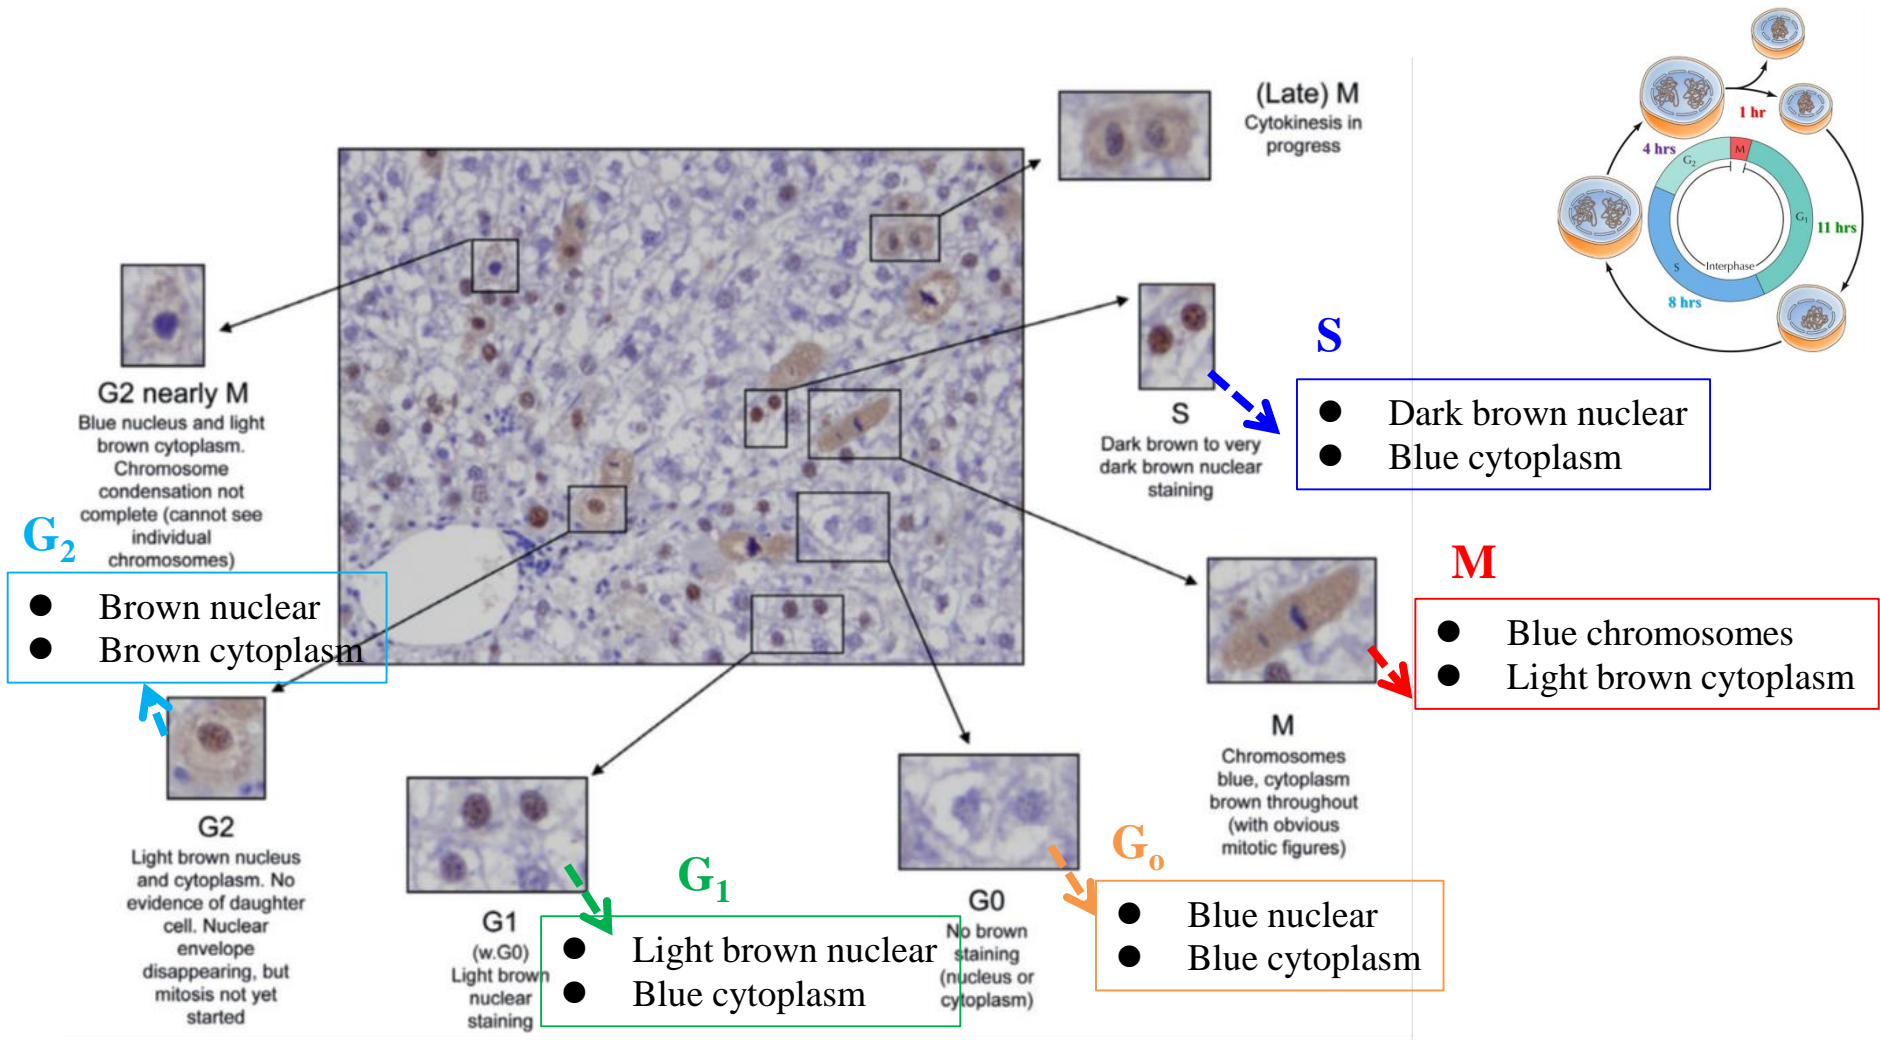 (Late) M
Cytokinesis in
progress
1 hr
4 hrs
G2
M
G1
11 hrs
S
Interphase
8 hrs
G2 nearly M
Blue nucleus and light
brown cytoplasm.
Chromosome
condensation not
complete (cannot see
individual
chromosomes)
S
Dark brown to very
dark brown nuclear
staining
S
● Dark brown nuclear
● Blue cytoplasm
G2
● Brown nuclear
● Brown cytoplasm
M
● Blue chromosomes
● Light brown cytoplasm
M
Chromosomes
blue, cytoplasm
brown throughout
(with obvious
mitotic figures)
G2
Light brown nucleus
and cytoplasm. No
evidence of daughter
cell. Nuclear
envelope
disappearing, but
mitosis not yet
started
G1
(w.G0)
Light brown
nuclear
staining
G1
● Light brown nuclear
● Blue cytoplasm
G0
No brown
staining
(nucleus or
cytoplasm)
Go
● Blue nuclear
● Blue cytoplasm